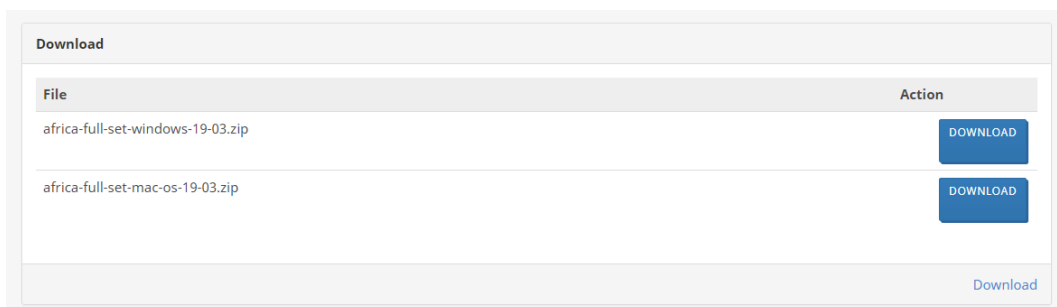 Download
File Action
africa-full-set-windows-19-03.zip DOWNLOAD
africa-full-set-mac-os-19-03.zip DOWNLOAD
Download